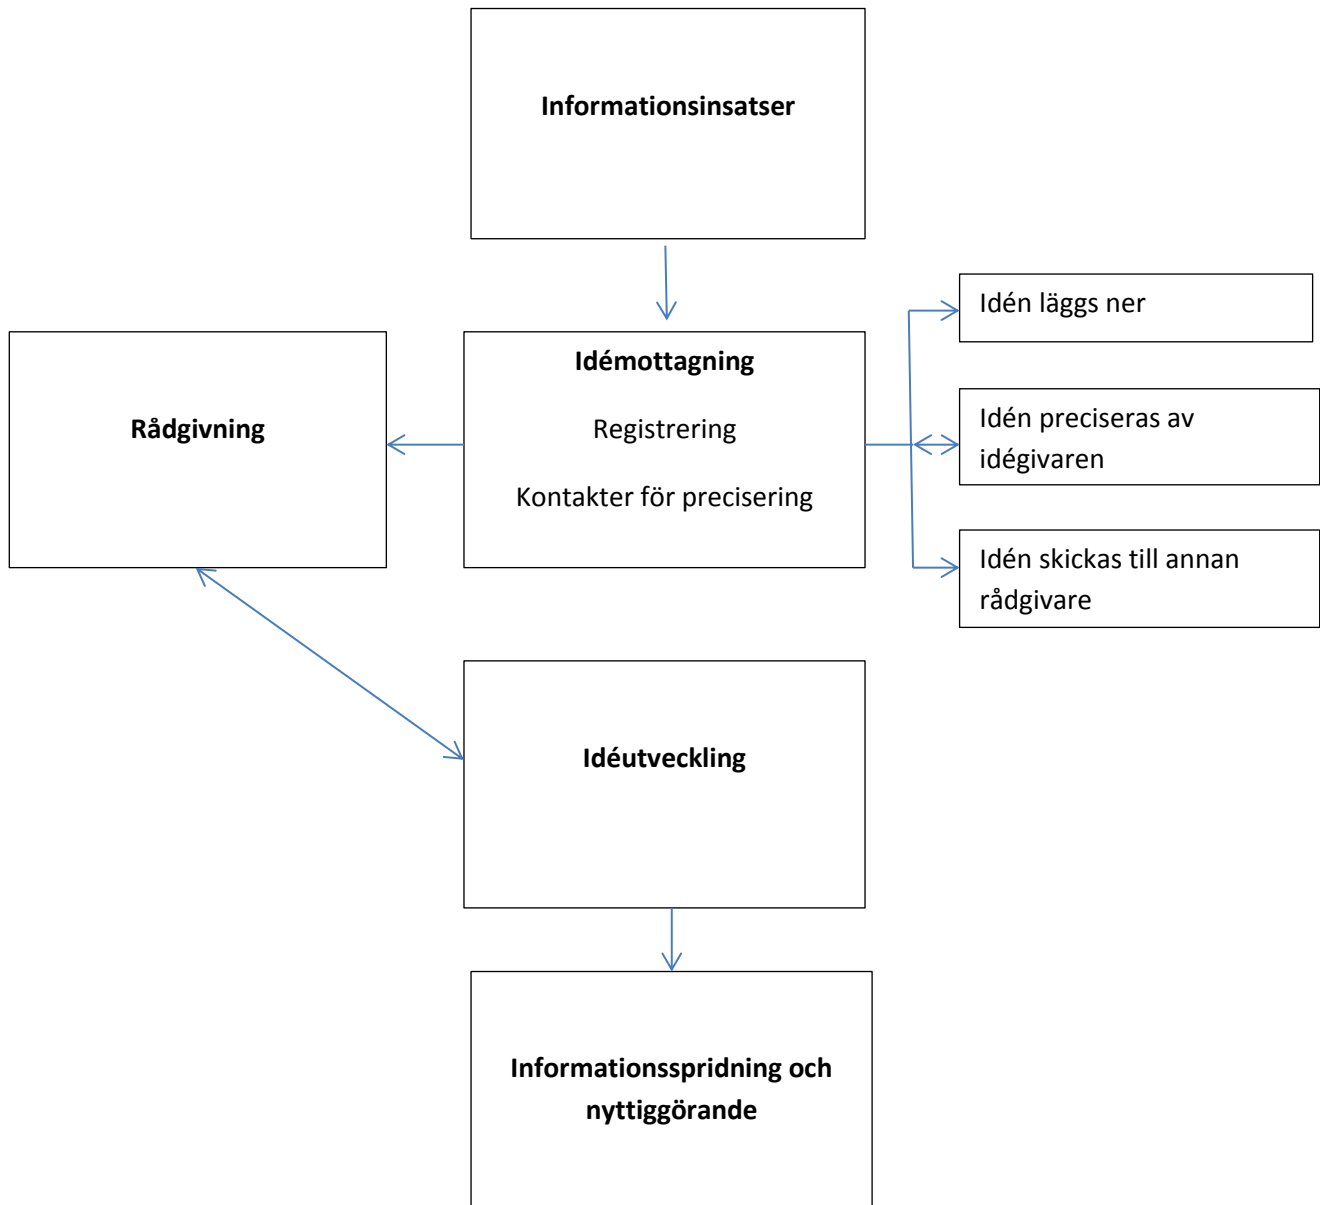 Informationsinsatser
Idén läggs ner
Idémottagning
Registrering
Kontakter för precisering
Rådgivning
Idén preciseras av
idégivaren
Idén skickas till annan
rådgivare
Idéutveckling
Informationsspridning och
nyttiggörande